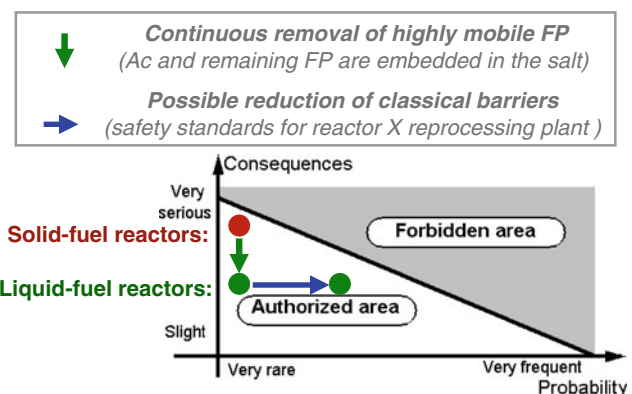 Continuous removal of highly mobile FP
(Ac and remaining FP are embedded in the salt)
Possible reduction of classical barriers
(safety standards for reactor X reprocessing plant )
Consequences
Very
serious
Solid-fuel reactors:
Forbidden area
Liquid-fuel reactors:
Authorized area
Slight
Very rare
Very frequent
Probability